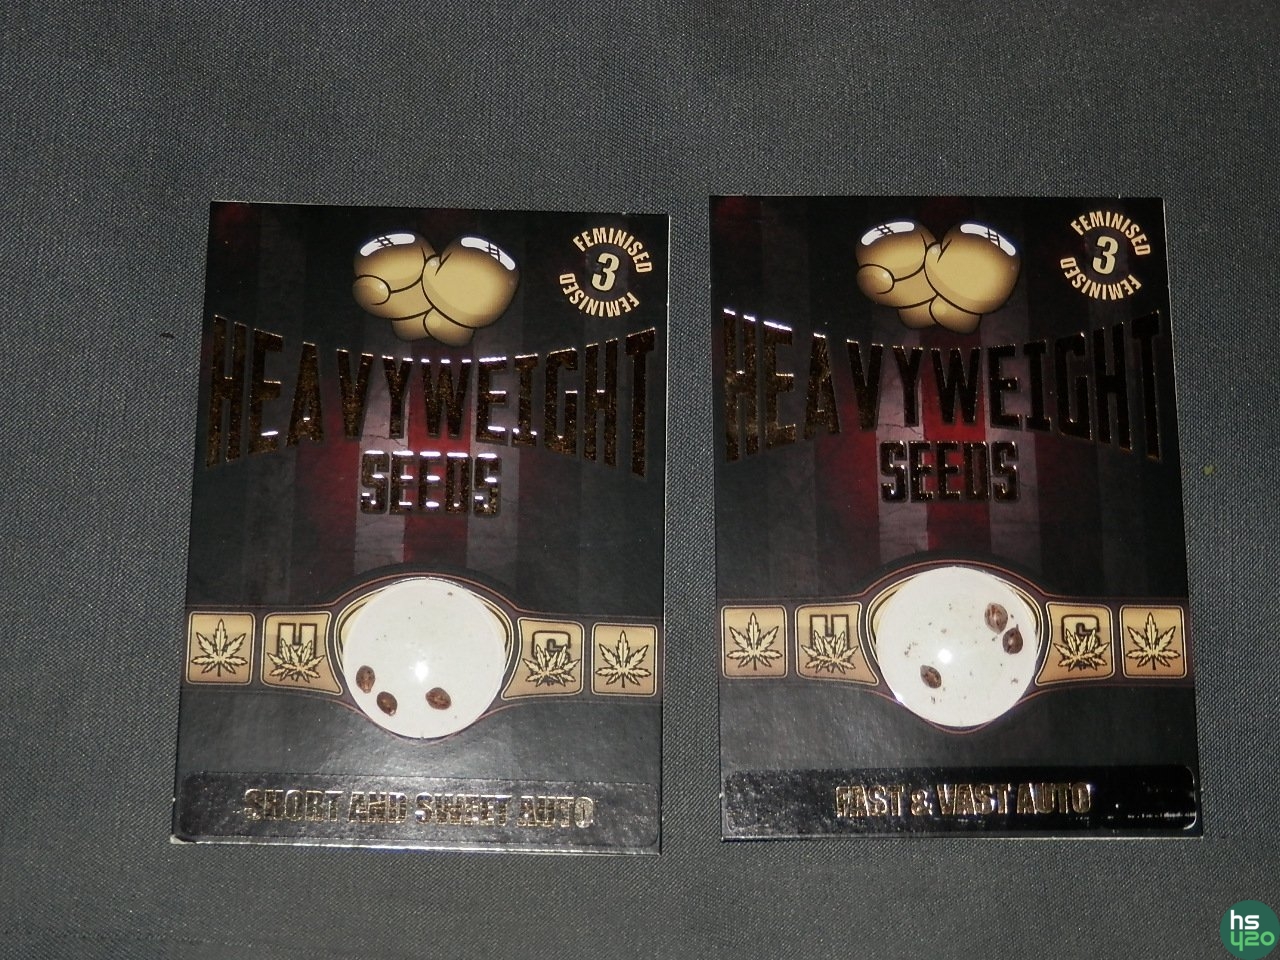 FEMINISED
3
FEMINISED
HEAVYWEIGHT
SEEDS
H
C
SHORT AND SWEET AUTO
FEMINISED
3
FEMINISED
HEAVYWEIGHT
SEEDS
H
C
FAST & VAST AUTO
hs
420